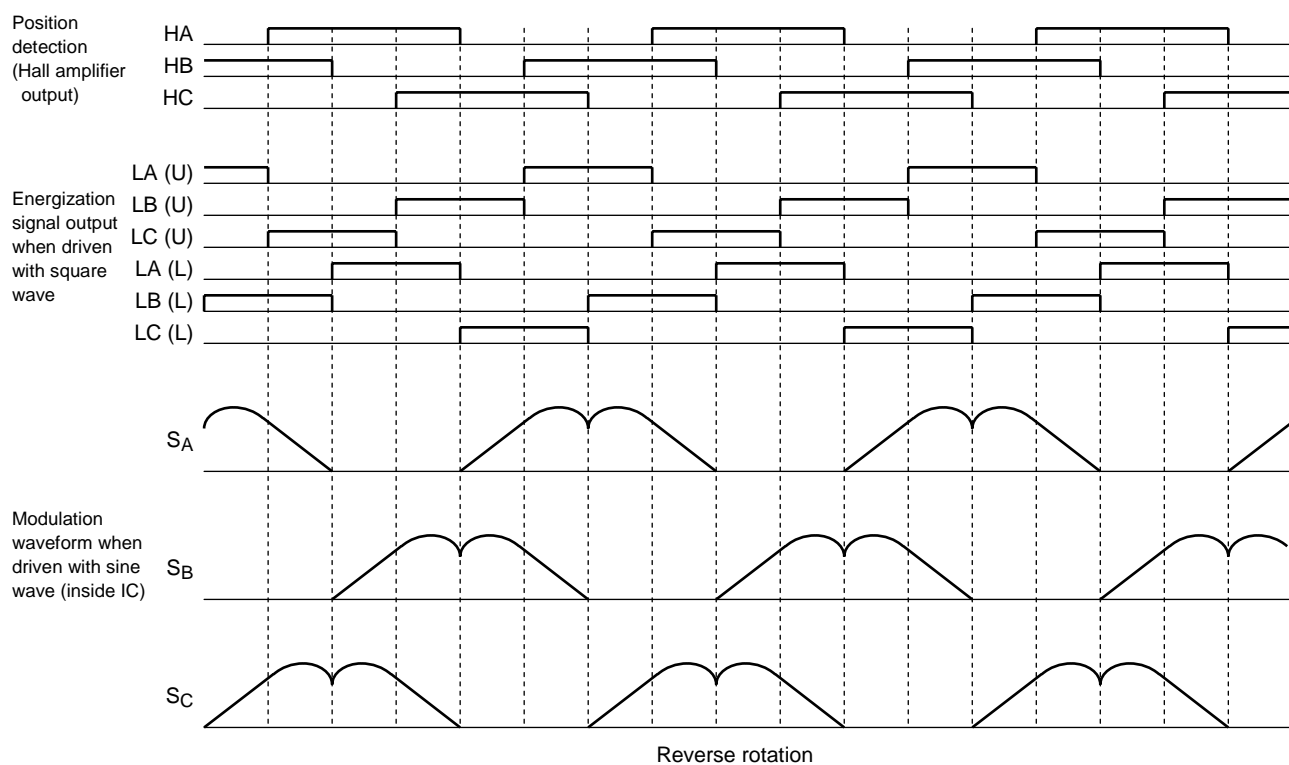 Position
detection
(Hall amplifier
output)
HA
HB
HC
Energization
signal output
when driven
with square
wave
LA (U)
LB (U)
LC (U)
LA (L)
LB (L)
LC (L)
SA
Modulation
waveform when
driven with sine
wave (inside IC)
SB
SC
Reverse rotation